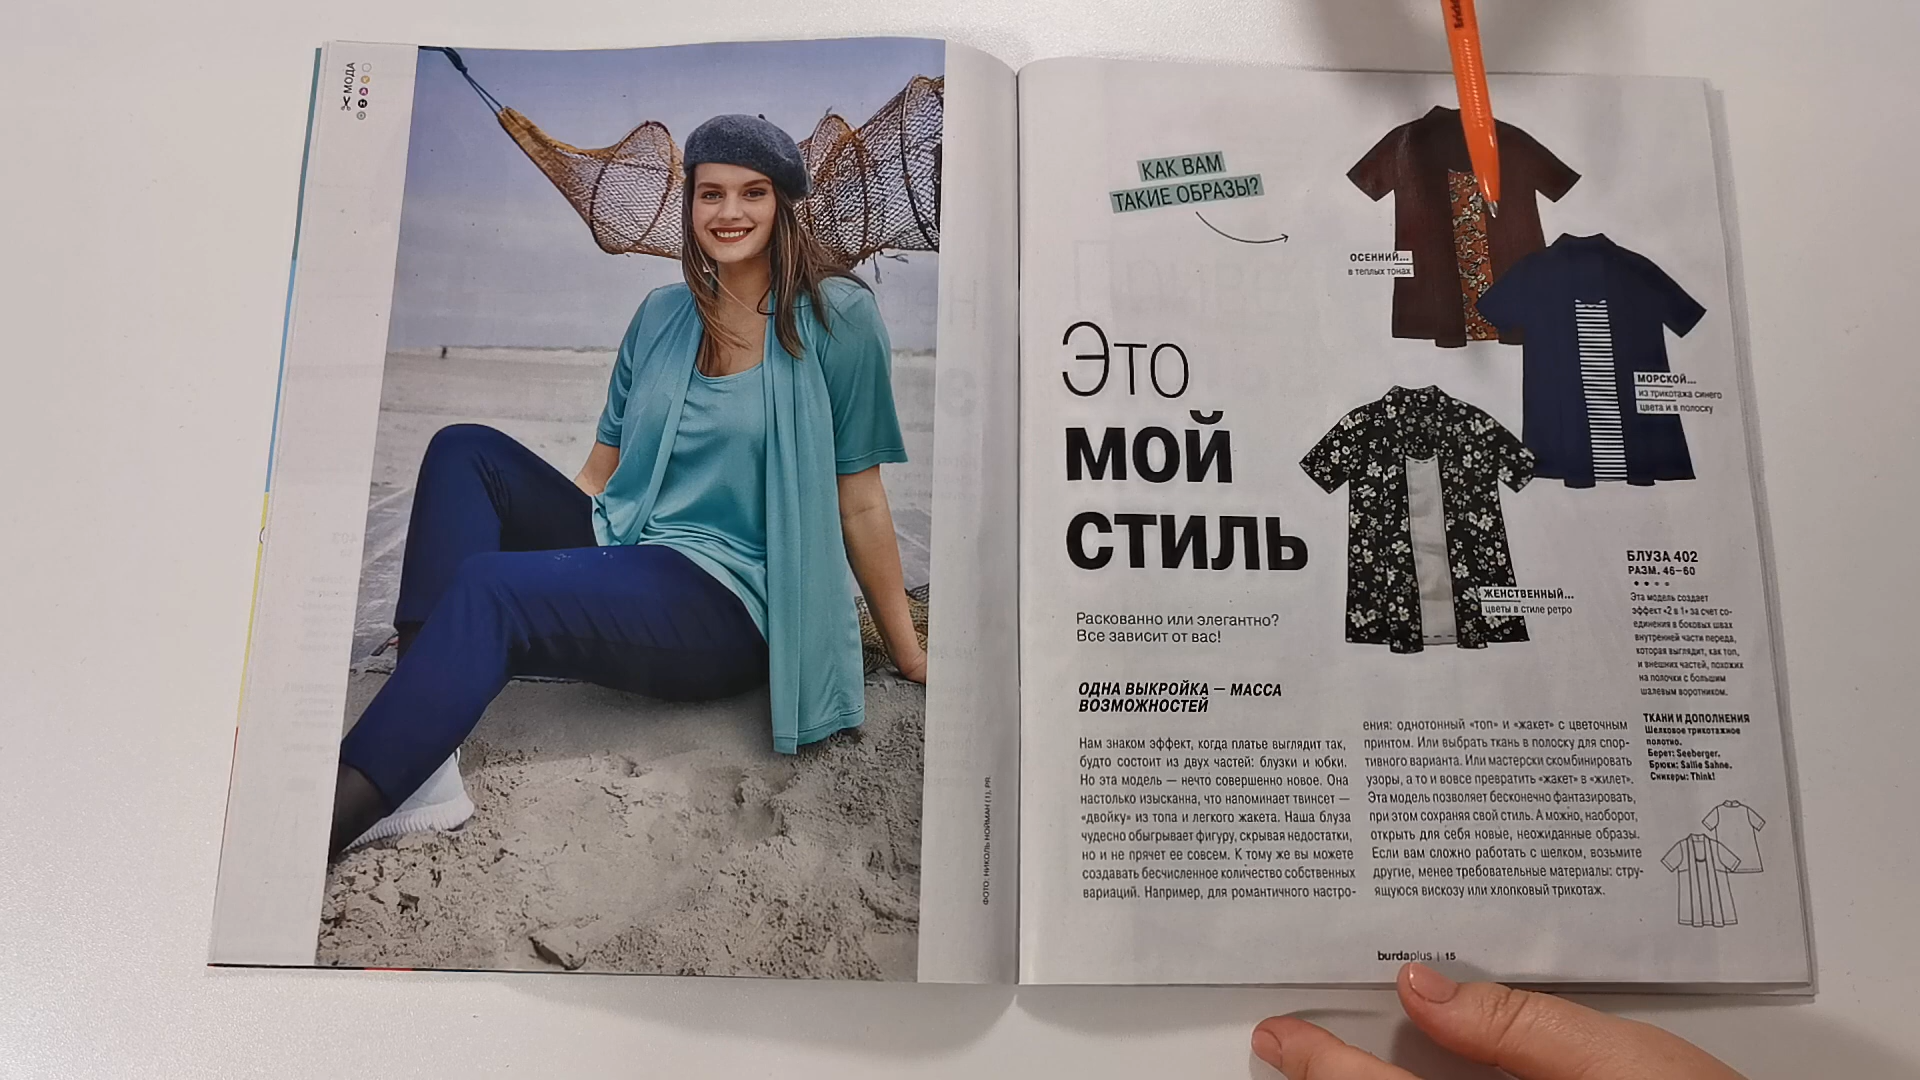 МОДА
ФОТО: НИКОЛЬ НОЙМАН (1), PR.
КАК ВАМ
ТАКИЕ ОБРАЗЫ?
ОСЕННИЙ...
в теплых тонах
МОРСКОЙ...
из трикотажа синего
цвета и в полоску
ЖЕНСТВЕННЫЙ...
цветы в стиле ретро
Это
МОЙ
СТИЛЬ
Раскованно или элегантно?
Все зависит от вас!
ОДНА ВЫКРОЙКА — МАССА
ВОЗМОЖНОСТЕЙ
Нам знаком эффект, когда платье выглядит так,
будто состоит из двух частей: блузки и юбки.
Но эта модель — нечто совершенно новое. Она
настолько изысканна, что напоминает твинсет —
«двойку» из топа и легкого жакета. Наша блуза
чудесно обыгрывает фигуру, скрывая недостатки,
но и не прячет ее совсем. К тому же вы можете
создавать бесчисленное количество собственных
вариаций. Например, для романтичного настро-
ения: однотонный «топ» и «жакет» с цветочным
принтом. Или выбрать ткань в полоску для спор-
тивного варианта. Или мастерски скомбинировать
узоры, а то и вовсе превратить «жакет» в «жилет».
Эта модель позволяет бесконечно фантазировать,
при этом сохраняя свой стиль. А можно, наоборот,
открыть для себя новые, неожиданные образы.
Если вам сложно работать с шелком, возьмите
другие, менее требовательные материалы: стру-
ящуюся вискозу или хлопковый трикотаж.
БЛУЗА 402
РАЗМ. 46–60
Эта модель создает
эффект «2 в 1» за счет со-
единения в боковых швах
внутренней части переда,
которая выглядит, как топ,
и внешних частей, похожих
на полочки с большим
шалевым воротником.
ТКАНИ И ДОПОЛНЕНИЯ
Шелковое трикотажное
полотно.
Берет: Seeberger.
Брюки: Sallie Sahne.
Сникеры: Think!
burdaplus | 15